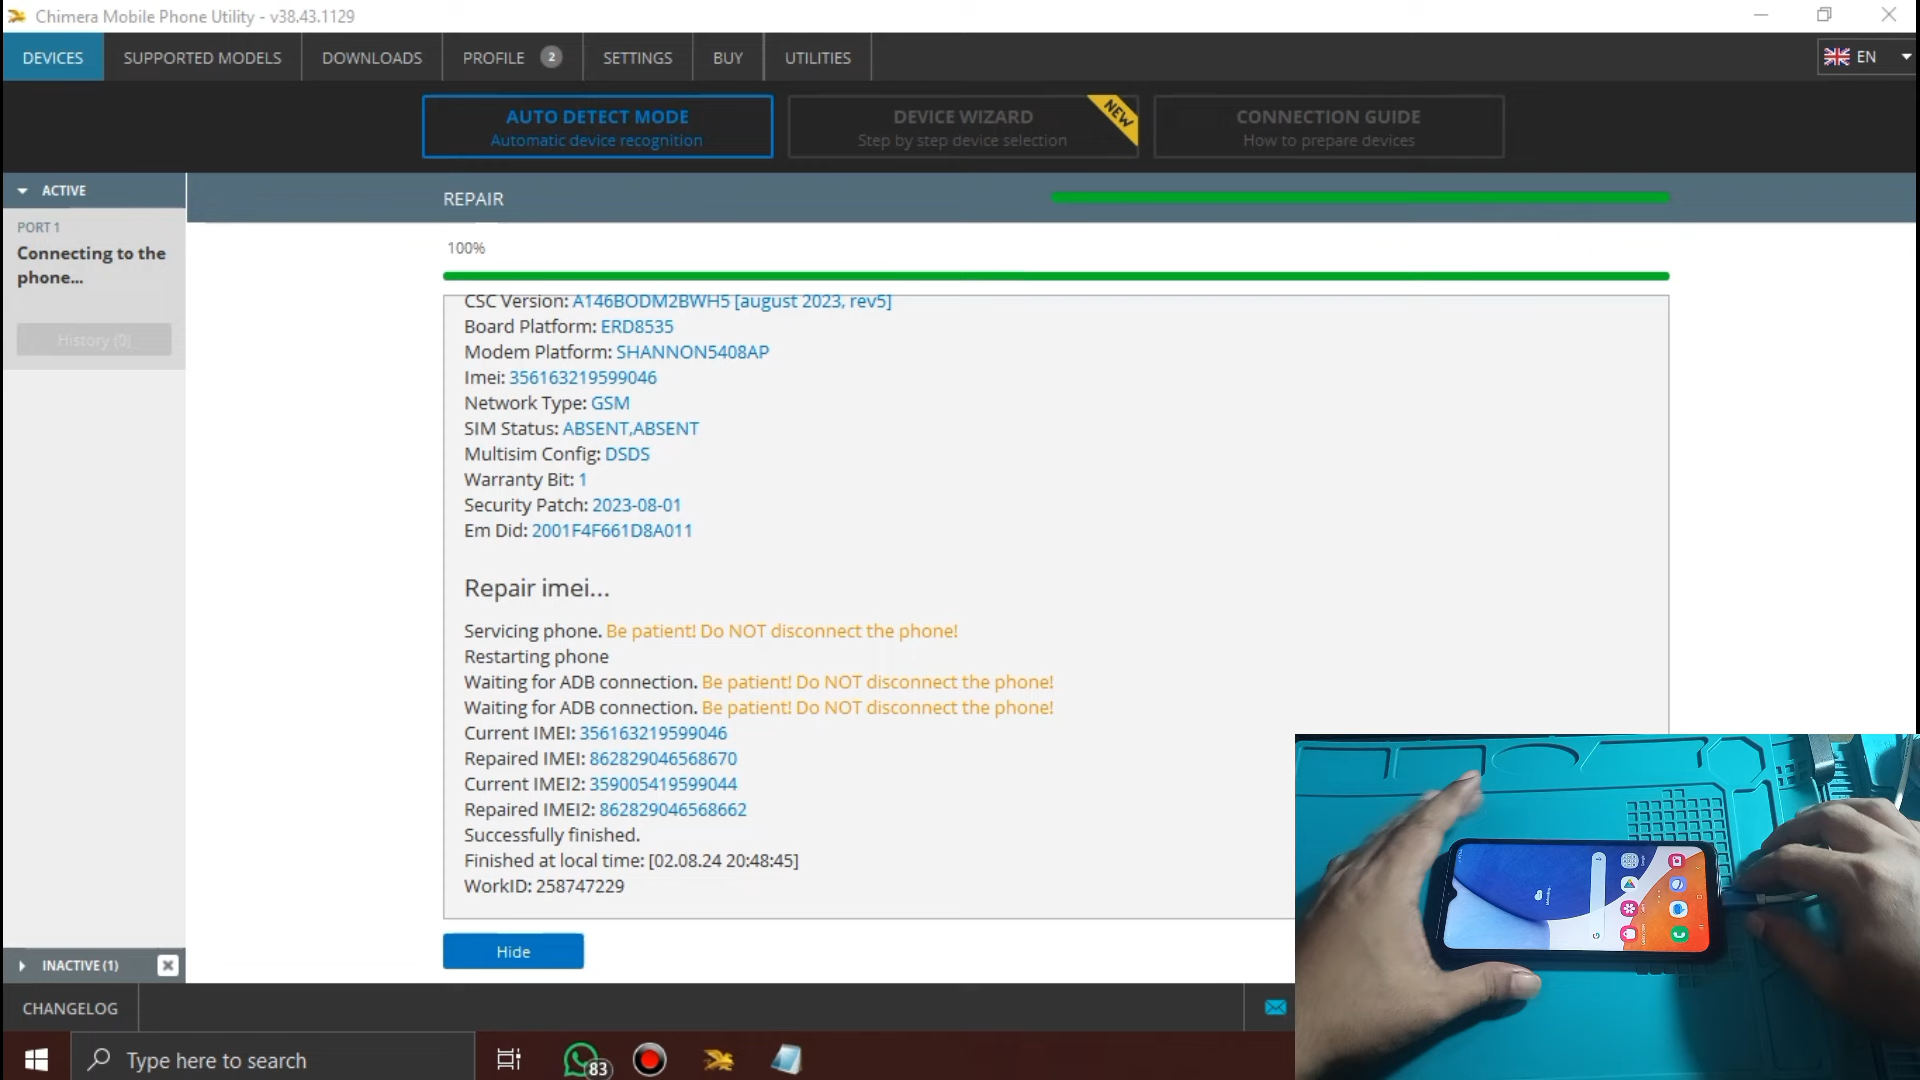 Chimera Mobile Phone Utility - v38.43.1129
DEVICES
SUPPORTED MODELS
DOWNLOADS
PROFILE 2
SETTINGS
BUY
UTILITIES
EN
AUTO DETECT MODE
Automatic device recognition
DEVICE WIZARD
Step by step device selection
NEW
CONNECTION GUIDE
How to prepare devices
ACTIVE
PORT 1
Connecting to the
phone...
History (0)
REPAIR
100%
CSC Version: A146BODM2BWH5 [august 2023, rev5]
Board Platform: ERD8535
Modem Platform: SHANNON5408AP
Imei: 356163219599046
Network Type: GSM
SIM Status: ABSENT,ABSENT
Multisim Config: DSDS
Warranty Bit: 1
Security Patch: 2023-08-01
Em Did: 2001F4F661D8A011
Repair imei...
Servicing phone. Be patient! Do NOT disconnect the phone!
Restarting phone
Waiting for ADB connection. Be patient! Do NOT disconnect the phone!
Waiting for ADB connection. Be patient! Do NOT disconnect the phone!
Current IMEI: 356163219599046
Repaired IMEI: 862829046568670
Current IMEI2: 359005419599044
Repaired IMEI2: 862829046568662
Successfully finished.
Finished at local time: [02.08.24 20:48:45]
WorkID: 258747229
Hide
INACTIVE (1)
CHANGELOG
Type here to search
83